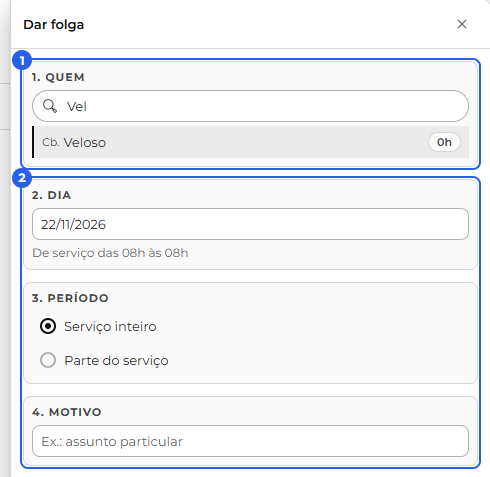 Dar folga
1
1. QUEM
Vel
Cb. Veloso 0h
2
2. DIA
22/11/2026
De serviço das 08h às 08h
3. PERÍODO
Serviço inteiro
Parte do serviço
4. MOTIVO
Ex.: assunto particular